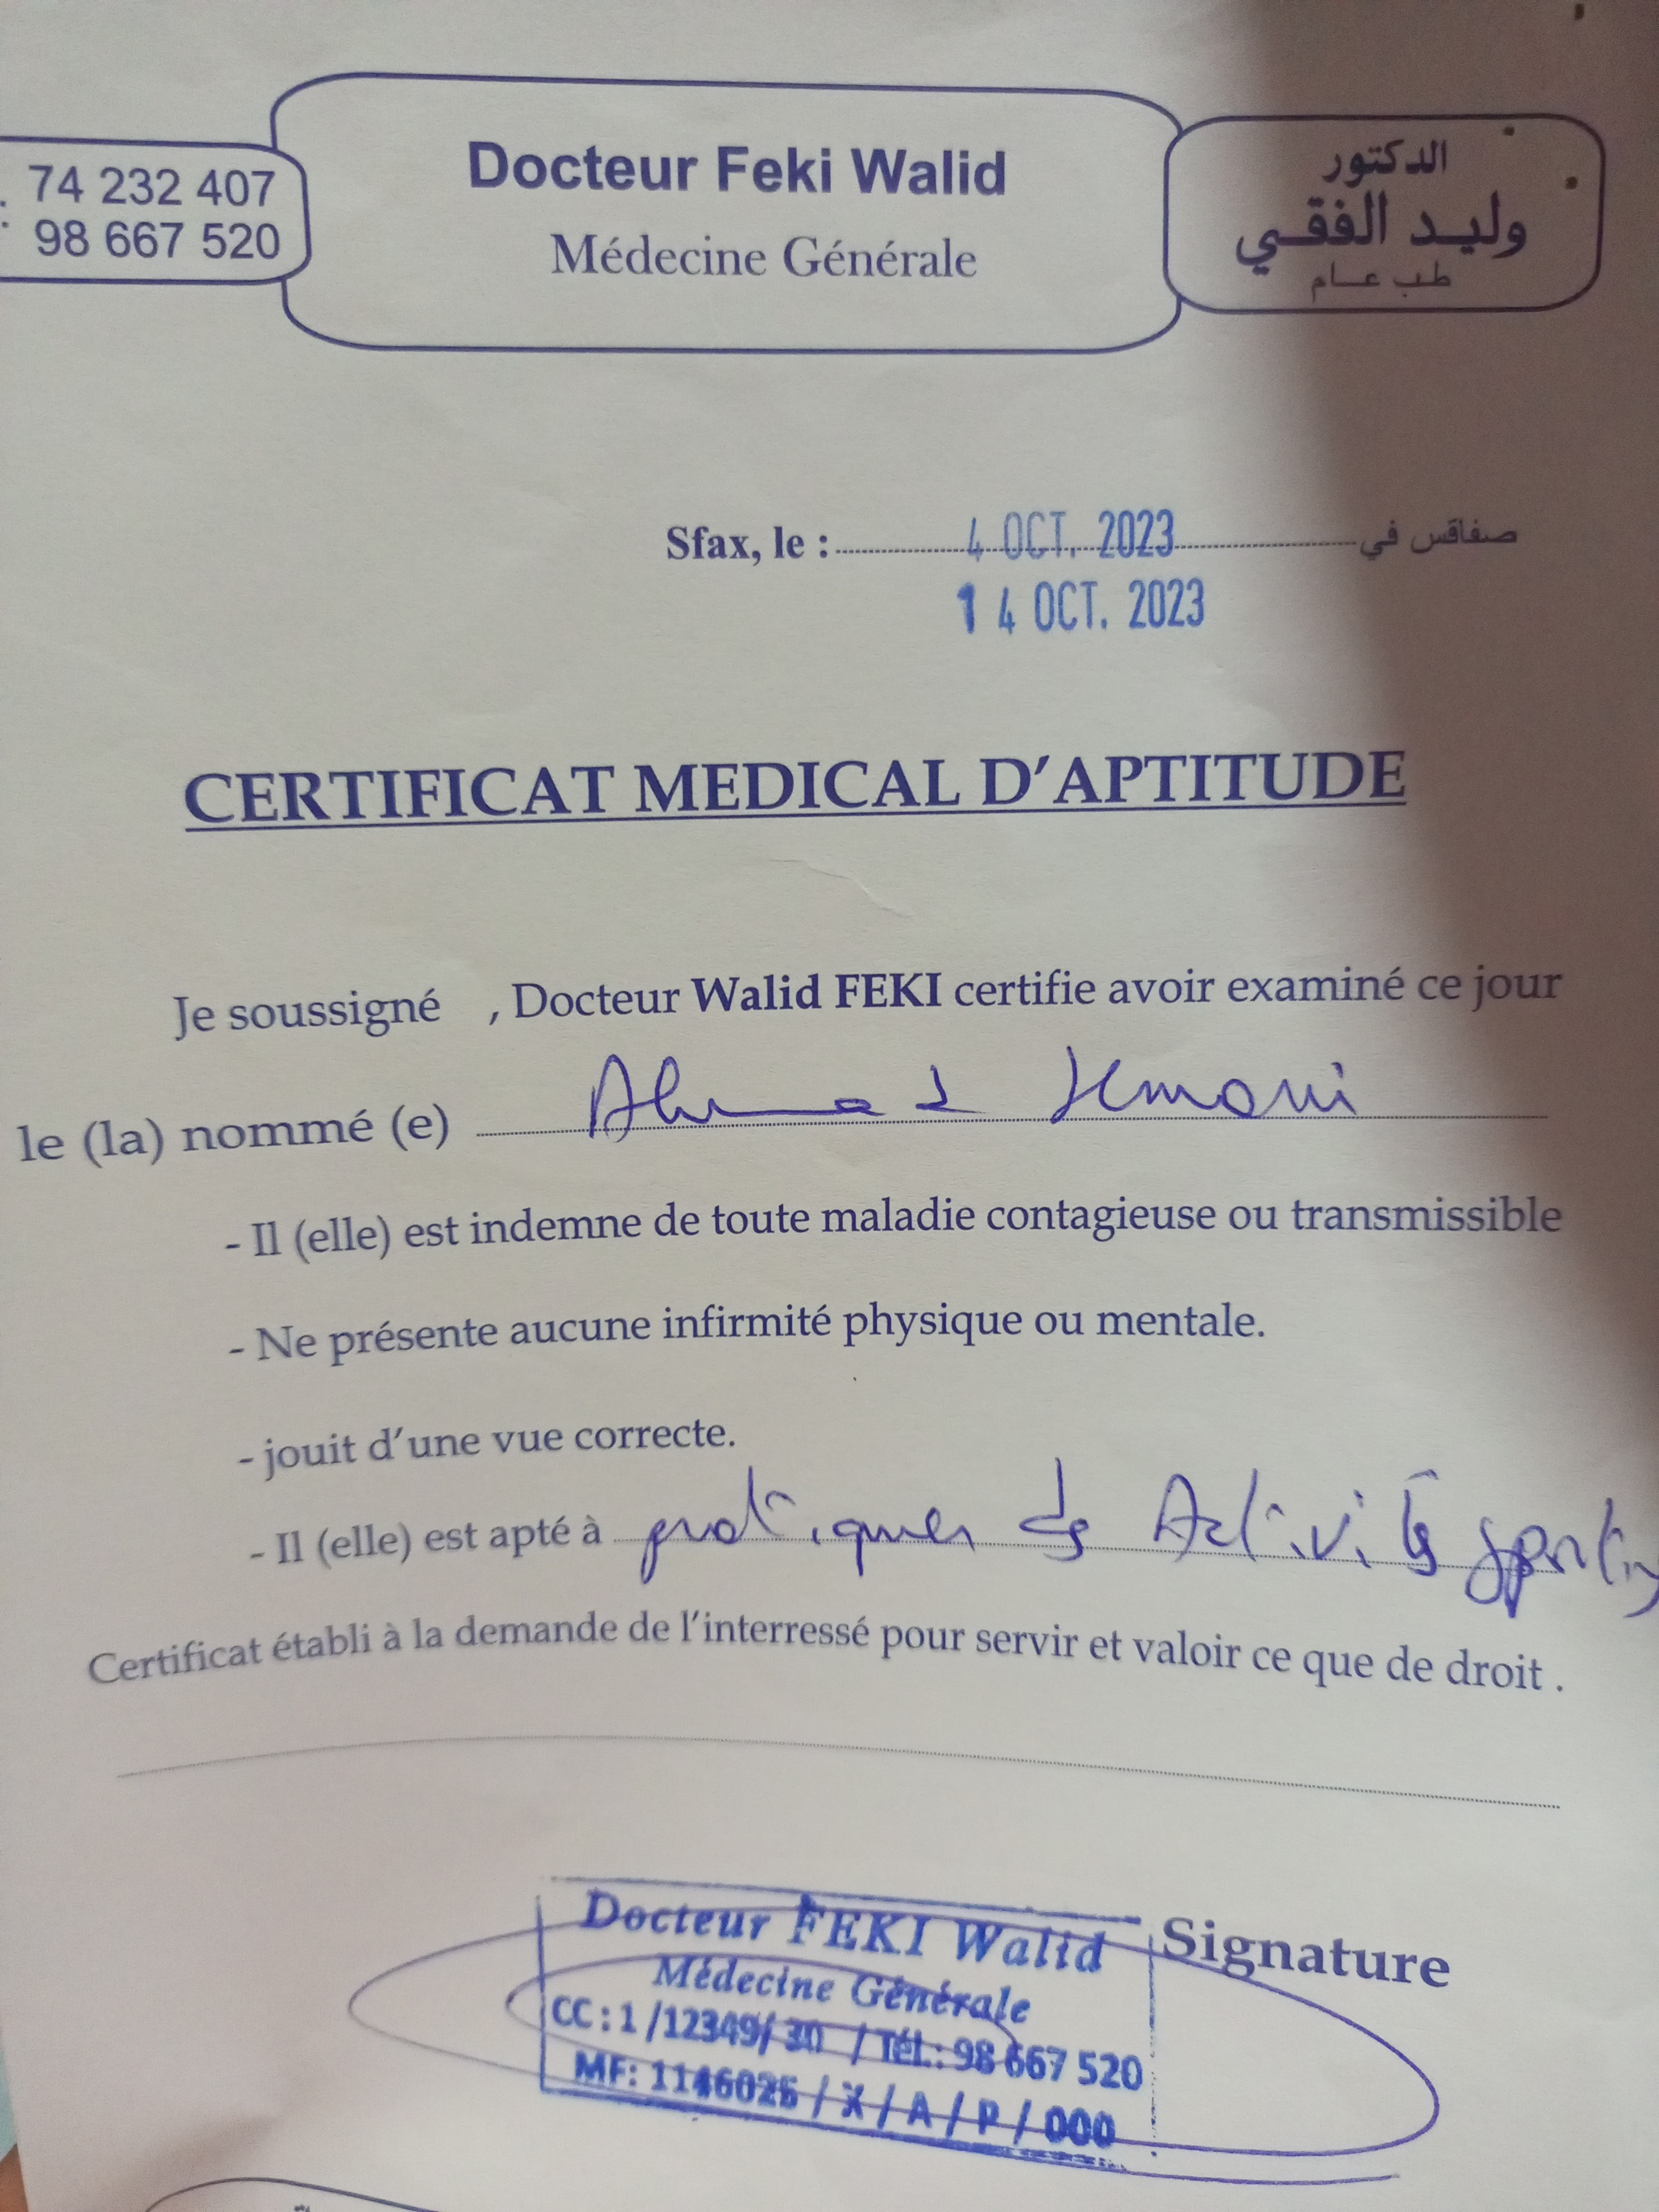 74 232 407
98 667 520
Docteur Feki Walid
Médecine Générale
الدكتور
وليد الفقي
طب عام
Sfax, le : 4 OCT. 2023 صفاقس في
14 OCT. 2023
CERTIFICAT MEDICAL D'APTITUDE
Je soussigné , Docteur Walid FEKI certifie avoir examiné ce jour
le (la) nommé (e) Ahmed
- Il (elle) est indemne de toute maladie contagieuse ou transmissible
- Ne présente aucune infirmité physique ou mentale.
- jouit d'une vue correcte.
- Il (elle) est apté à pratiquer des Activités
Certificat établi à la demande de l'interressé pour servir et valoir ce que de droit .
Signature
Docteur FEKI Walid
Médecine Générale
CC : 1 /12349/ 30 / Tél.: 98 667 520
MF: 1146026 / X / A / P / 000